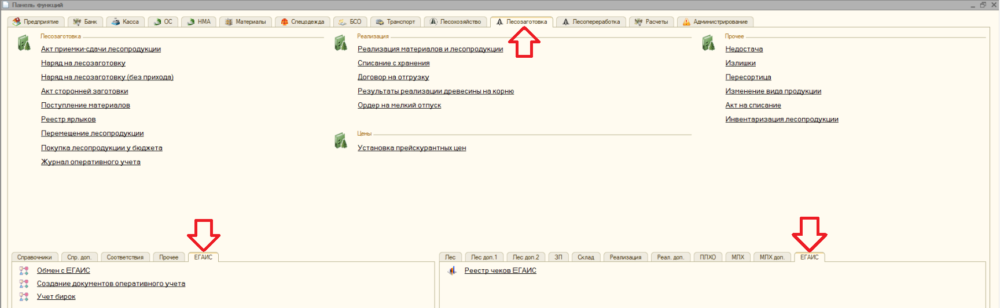 Панель функций
Предприятие Банк Касса ОС НМА Материалы Спецодежда БСО Транспорт Лесохозяйство Лесозаготовка Лесопереработка Расчеты Администрирование
Лесозаготовка
Акт приемки-сдачи лесопродукции
Наряд на лесозаготовку
Наряд на лесозаготовку (без прихода)
Акт сторонней заготовки
Поступление материалов
Реестр ярлыков
Перемещение лесопродукции
Покупка лесопродукции у бюджета
Журнал оперативного учета
Реализация
Реализация материалов и лесопродукции
Списание с хранения
Договор на отгрузку
Результаты реализации древесины на корню
Ордер на мелкий отпуск
Цены
Установка прейскурантных цен
Прочее
Недостача
Излишки
Пересортица
Изменение вида продукции
Акт на списание
Инвентаризация лесопродукции
Справочники Спр. доп. Соответствия Прочее ЕГАИС
Обмен с ЕГАИС
Создание документов оперативного учета
Учет бирок
Лес Лес доп.1 Лес доп.2 ЗП Склад Реализация Реал. доп. ППХО МПХ МПХ доп. ЕГАИС
Реестр чеков ЕГАИС